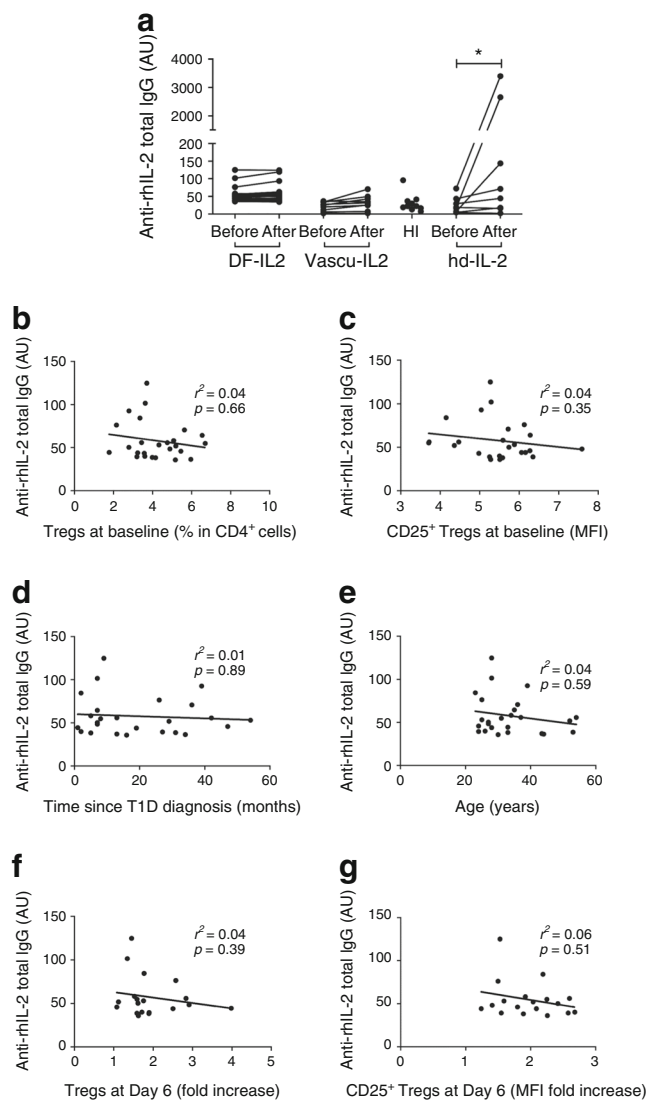 a
*
Anti-rhIL-2 total IgG (AU)
4000
3000
2000
200
150
100
50
0
Before After Before After HI Before After
DF-IL2 Vascu-IL2 hd-IL-2
b
Anti-rhIL-2 total IgG (AU)
150
100
50
0
r² = 0.04
p = 0.66
0 2 4 6 8 10
Tregs at baseline (% in CD4⁺ cells)
c
Anti-rhIL-2 total IgG (AU)
150
100
50
0
r² = 0.04
p = 0.35
3 4 5 6 7 8
CD25⁺ Tregs at baseline (MFI)
d
Anti-rhIL-2 total IgG (AU)
150
100
50
0
r² = 0.01
p = 0.89
0 20 40 60
Time since T1D diagnosis (months)
e
Anti-rhIL-2 total IgG (AU)
150
100
50
0
r² = 0.04
p = 0.59
0 20 40 60
Age (years)
f
Anti-rhIL-2 total IgG (AU)
150
100
50
0
r² = 0.04
p = 0.39
0 1 2 3 4 5
Tregs at Day 6 (fold increase)
g
Anti-rhIL-2 total IgG (AU)
150
100
50
0
r² = 0.06
p = 0.51
0 1 2 3
CD25⁺ Tregs at Day 6 (MFI fold increase)